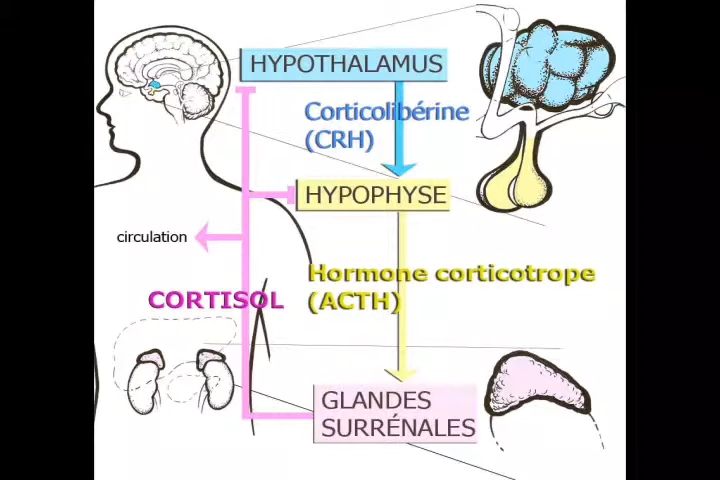 HYPOTHALAMUS
Corticolibérine
(CRH)
HYPOPHYSE
circulation
Hormone corticotrope
(ACTH)
CORTISOL
GLANDES
SURRÉNALES